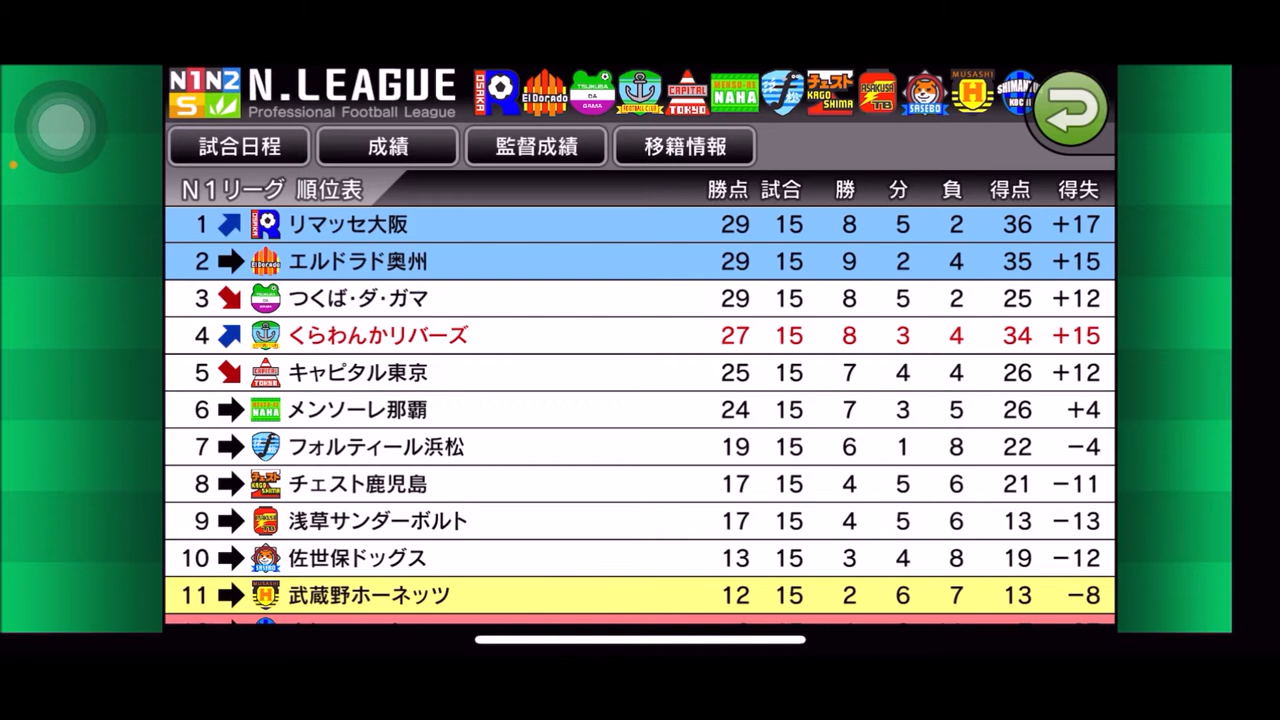 N1 N2 S N.LEAGUE
Professional Football League
試合日程 成績 監督成績 移籍情報
N1リーグ 順位表 勝点 試合 勝 分 負 得点 得失
1 リマッセ大阪 29 15 8 5 2 36 +17
2 エルドラド奥州 29 15 9 2 4 35 +15
3 つくば・ダ・ガマ 29 15 8 5 2 25 +12
4 くらわんかリバーズ 27 15 8 3 4 34 +15
5 キャピタル東京 25 15 7 4 4 26 +12
6 メンソーレ那覇 24 15 7 3 5 26 +4
7 フォルティール浜松 19 15 6 1 8 22 −4
8 チェスト鹿児島 17 15 4 5 6 21 −11
9 浅草サンダーボルト 17 15 4 5 6 13 −13
10 佐世保ドッグス 13 15 3 4 8 19 −12
11 武蔵野ホーネッツ 12 15 2 6 7 13 −8